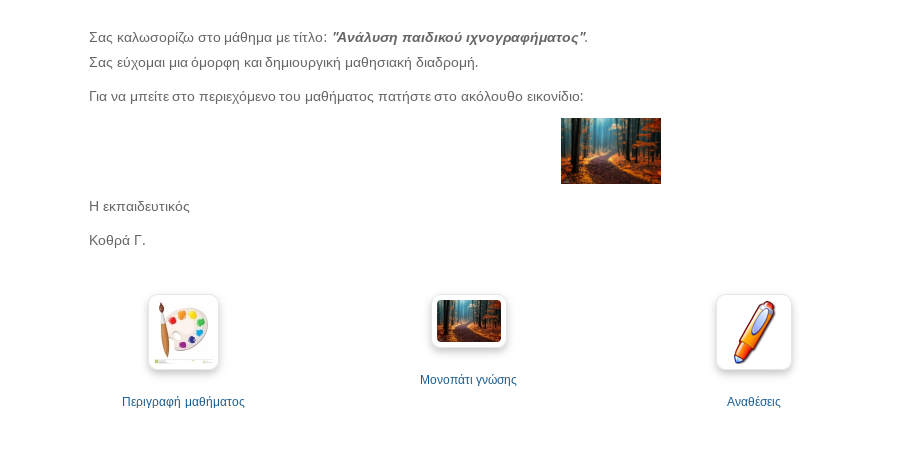 Σας καλωσορίζω στο μάθημα με τίτλο: "Ανάλυση παιδικού ιχνογραφήματος".
Σας εύχομαι μια όμορφη και δημιουργική μαθησιακή διαδρομή.
Για να μπείτε στο περιεχόμενο του μαθήματος πατήστε στο ακόλουθο εικονίδιο:
Η εκπαιδευτικός
Κοθρά Γ.
Περιγραφή μαθήματος
Μονοπάτι γνώσης
Αναθέσεις